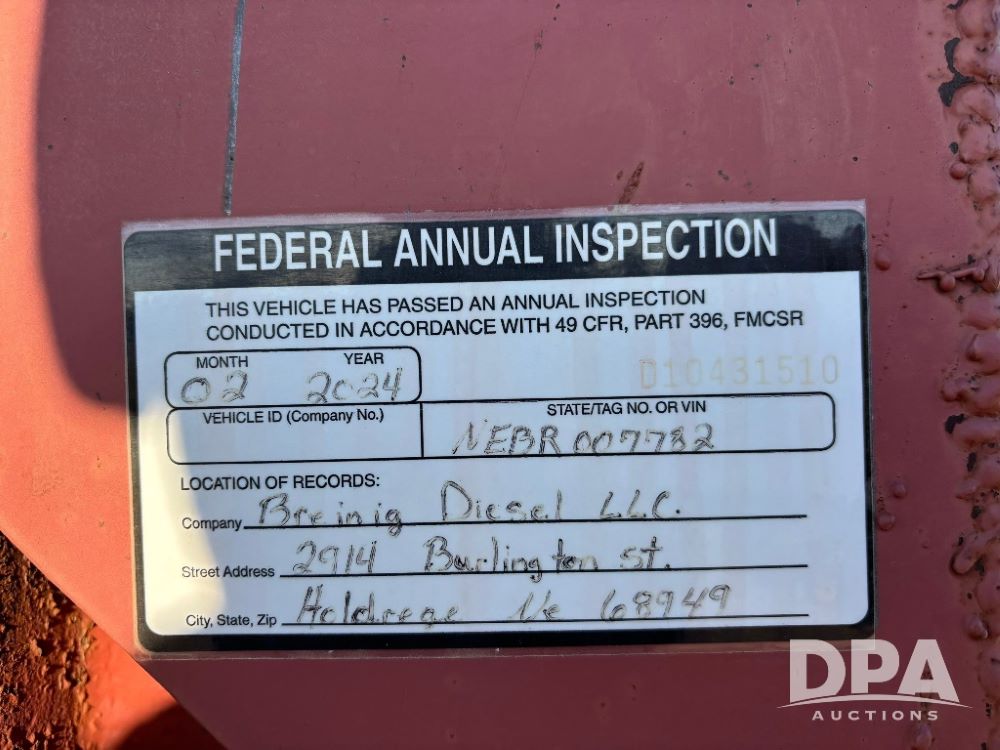 FEDERAL ANNUAL INSPECTION
THIS VEHICLE HAS PASSED AN ANNUAL INSPECTION
CONDUCTED IN ACCORDANCE WITH 49 CFR, PART 396, FMCSR
MONTH YEAR
02 2024
D10431510
VEHICLE ID (Company No.)
STATE/TAG NO. OR VIN
NEBR 007782
LOCATION OF RECORDS:
Company Breinig Diesel LLC.
Street Address 2914 Burlington st.
City, State, Zip Holdrege Ne 68949
DPA
AUCTIONS